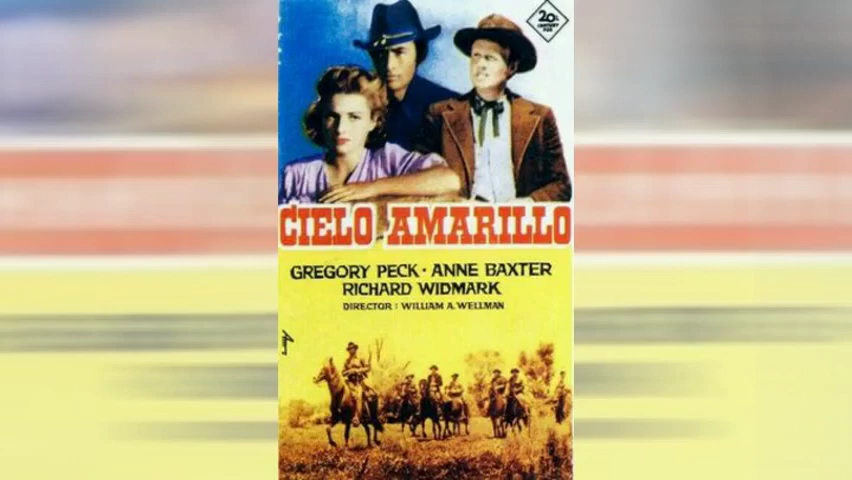 20th
CENTURY
FOX
CIELO AMARILLO
GREGORY PECK · ANNE BAXTER
RICHARD WIDMARK
DIRECTOR : WILLIAM A. WELLMAN